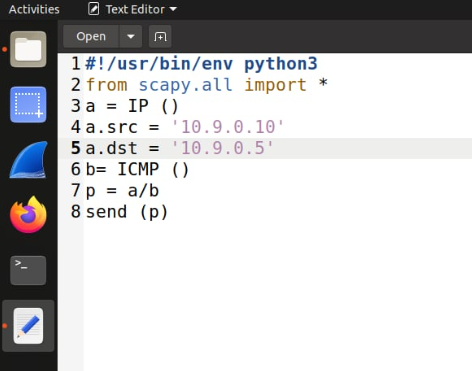 Activities Text Editor
Open
1 #!/usr/bin/env python3
2 from scapy.all import *
3 a = IP ()
4 a.src = '10.9.0.10'
5 a.dst = '10.9.0.5'
6 b= ICMP ()
7 p = a/b
8 send (p)
>_